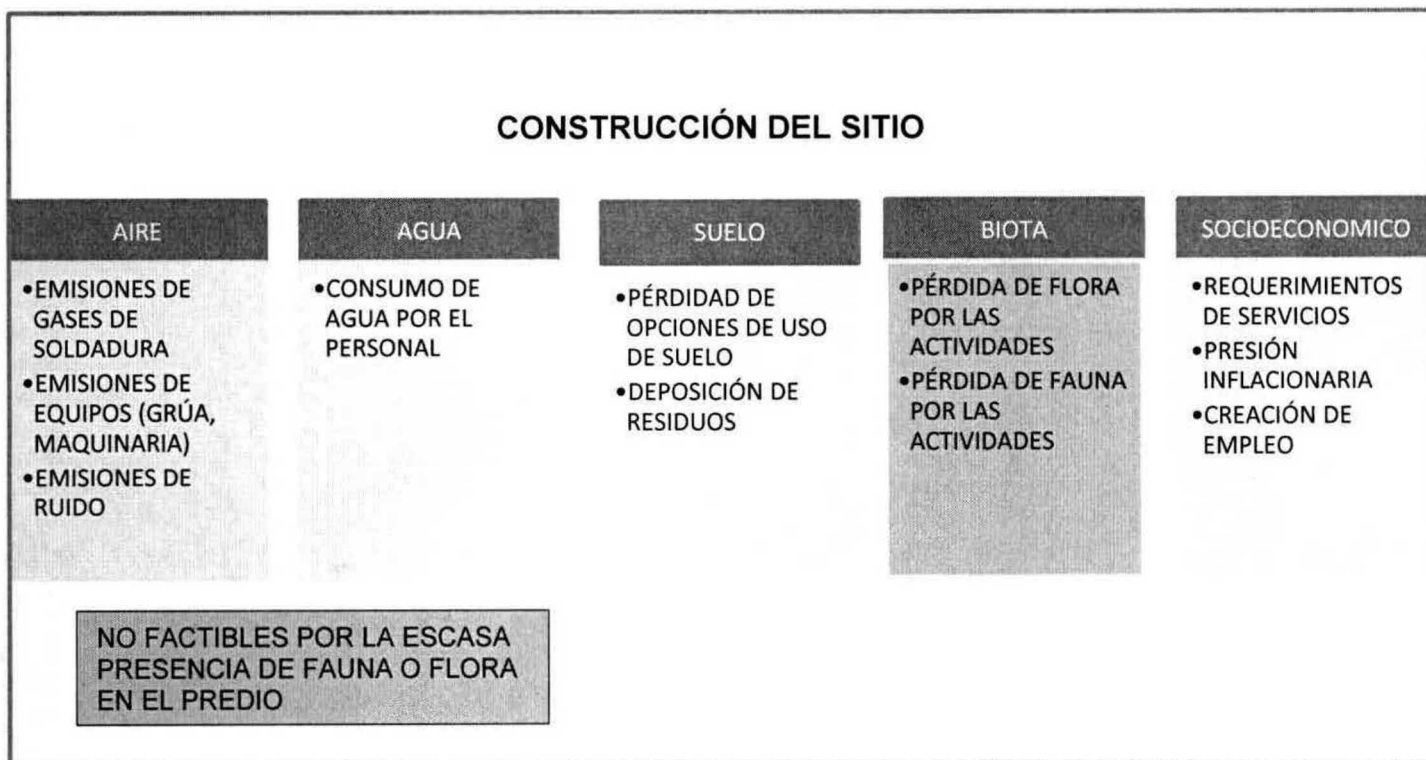 CONSTRUCCIÓN DEL SITIO
AIRE
•EMISIONES DE
GASES DE
SOLDADURA
•EMISIONES DE
EQUIPOS (GRÚA,
MAQUINARIA)
•EMISIONES DE
RUIDO
AGUA
•CONSUMO DE
AGUA POR EL
PERSONAL
SUELO
•PÉRDIDAD DE
OPCIONES DE USO
DE SUELO
•DEPOSICIÓN DE
RESIDUOS
BIOTA
•PÉRDIDA DE FLORA
POR LAS
ACTIVIDADES
•PÉRDIDA DE FAUNA
POR LAS
ACTIVIDADES
SOCIOECONOMICO
•REQUERIMIENTOS
DE SERVICIOS
•PRESIÓN
INFLACIONARIA
•CREACIÓN DE
EMPLEO
NO FACTIBLES POR LA ESCASA
PRESENCIA DE FAUNA O FLORA
EN EL PREDIO